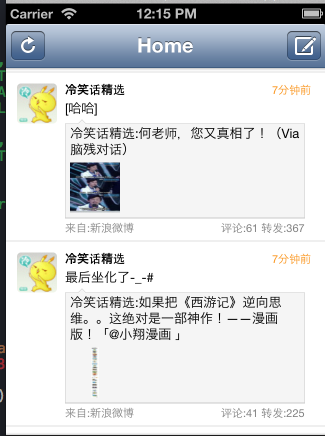 Carrier 12:15 PM
Home
冷笑话精选 7分钟前
[哈哈]
冷笑话精选:何老师，您又真相了！（Via
脑残对话）
来自:新浪微博 评论:61 转发:367
冷笑话精选 7分钟前
最后坐化了-_-#
冷笑话精选:如果把《西游记》逆向思
维。。这绝对是一部神作！——漫画
版！「@小翔漫画 」
来自:新浪微博 评论:41 转发:225